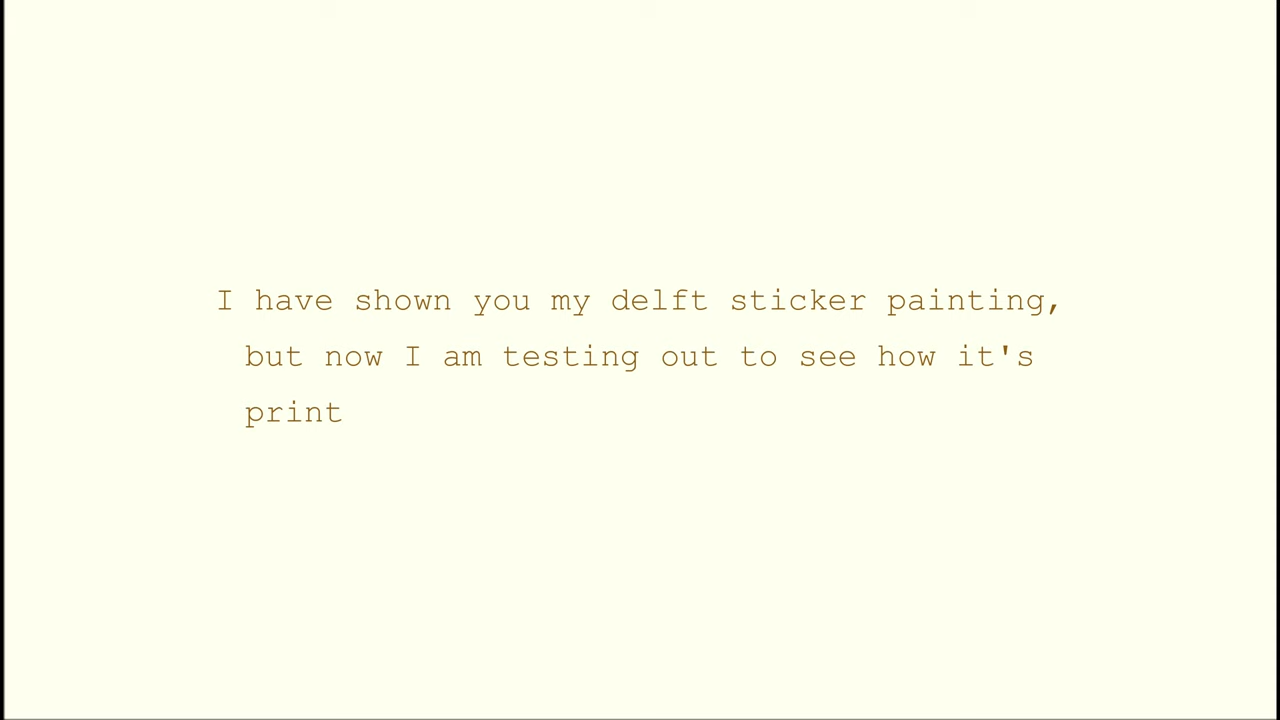 I have shown you my delft sticker painting,
but now I am testing out to see how it's
print